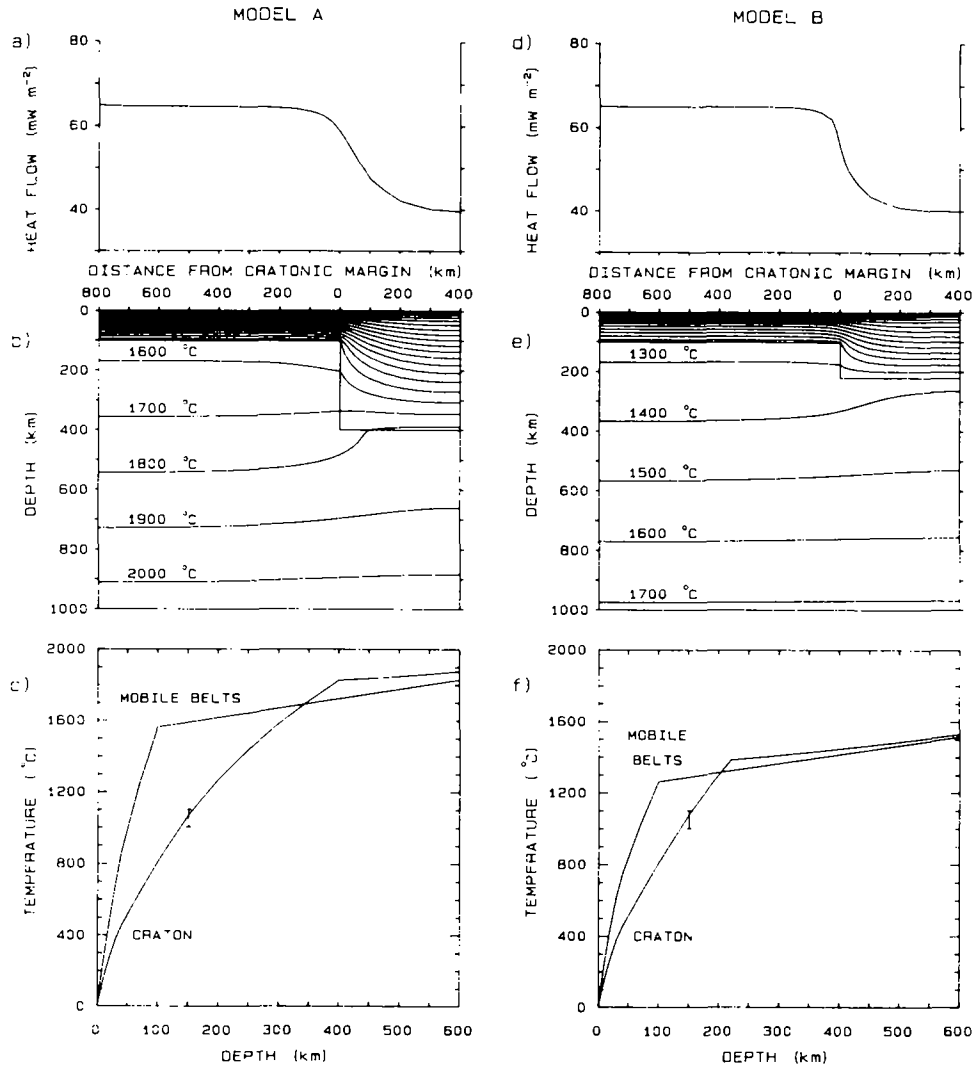 MODEL A
MODEL B
a)
d)
80
60
40
HEAT FLOW (mW m⁻²)
80
60
40
HEAT FLOW (mW m⁻²)
DISTANCE FROM CRATONIC MARGIN (km)
800 600 400 200 0 200 400
DISTANCE FROM CRATONIC MARGIN (km)
800 600 400 200 0 200 400
e)
0
200
400
600
800
1000
DEPTH (km)
1600 °C
1700 °C
1800 °C
1900 °C
2000 °C
0
200
400
600
800
1000
DEPTH (km)
1300 °C
1400 °C
1500 °C
1600 °C
1700 °C
f)
2000
1600
1200
800
400
TEMPERATURE (°C)
MOBILE BELTS
CRATON
0 100 200 300 400 500 600
DEPTH (km)
2000
1600
1200
800
400
0
TEMPERATURE (°C)
MOBILE
BELTS
CRATON
0 100 200 300 400 500 600
DEPTH (km)